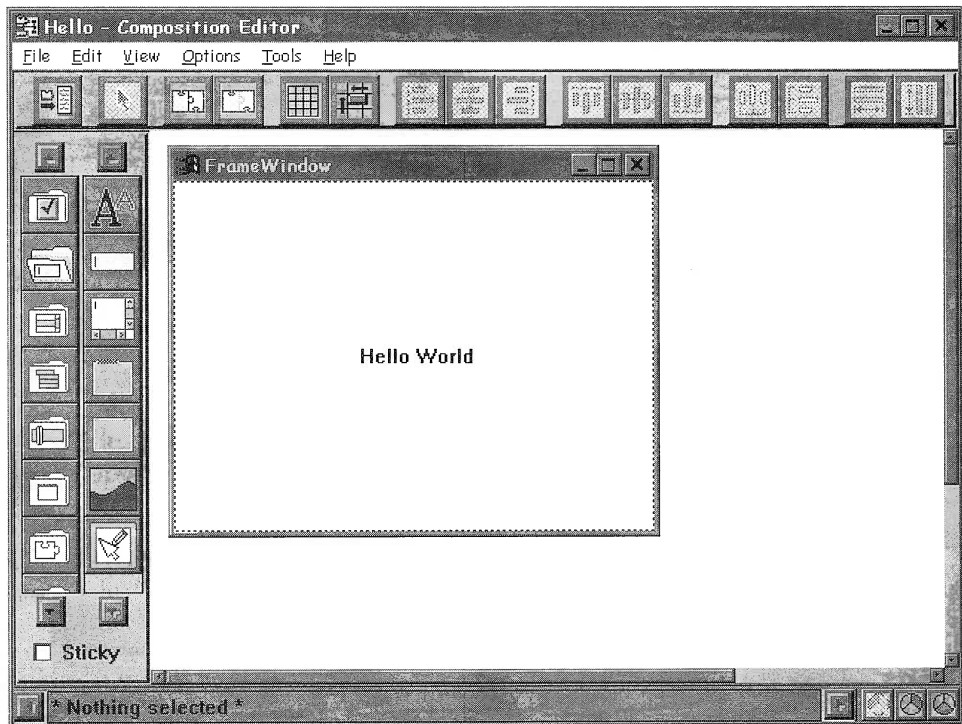 Hello - Composition Editor
File Edit View Options Tools Help
FrameWindow
Hello World
Sticky
* Nothing selected *